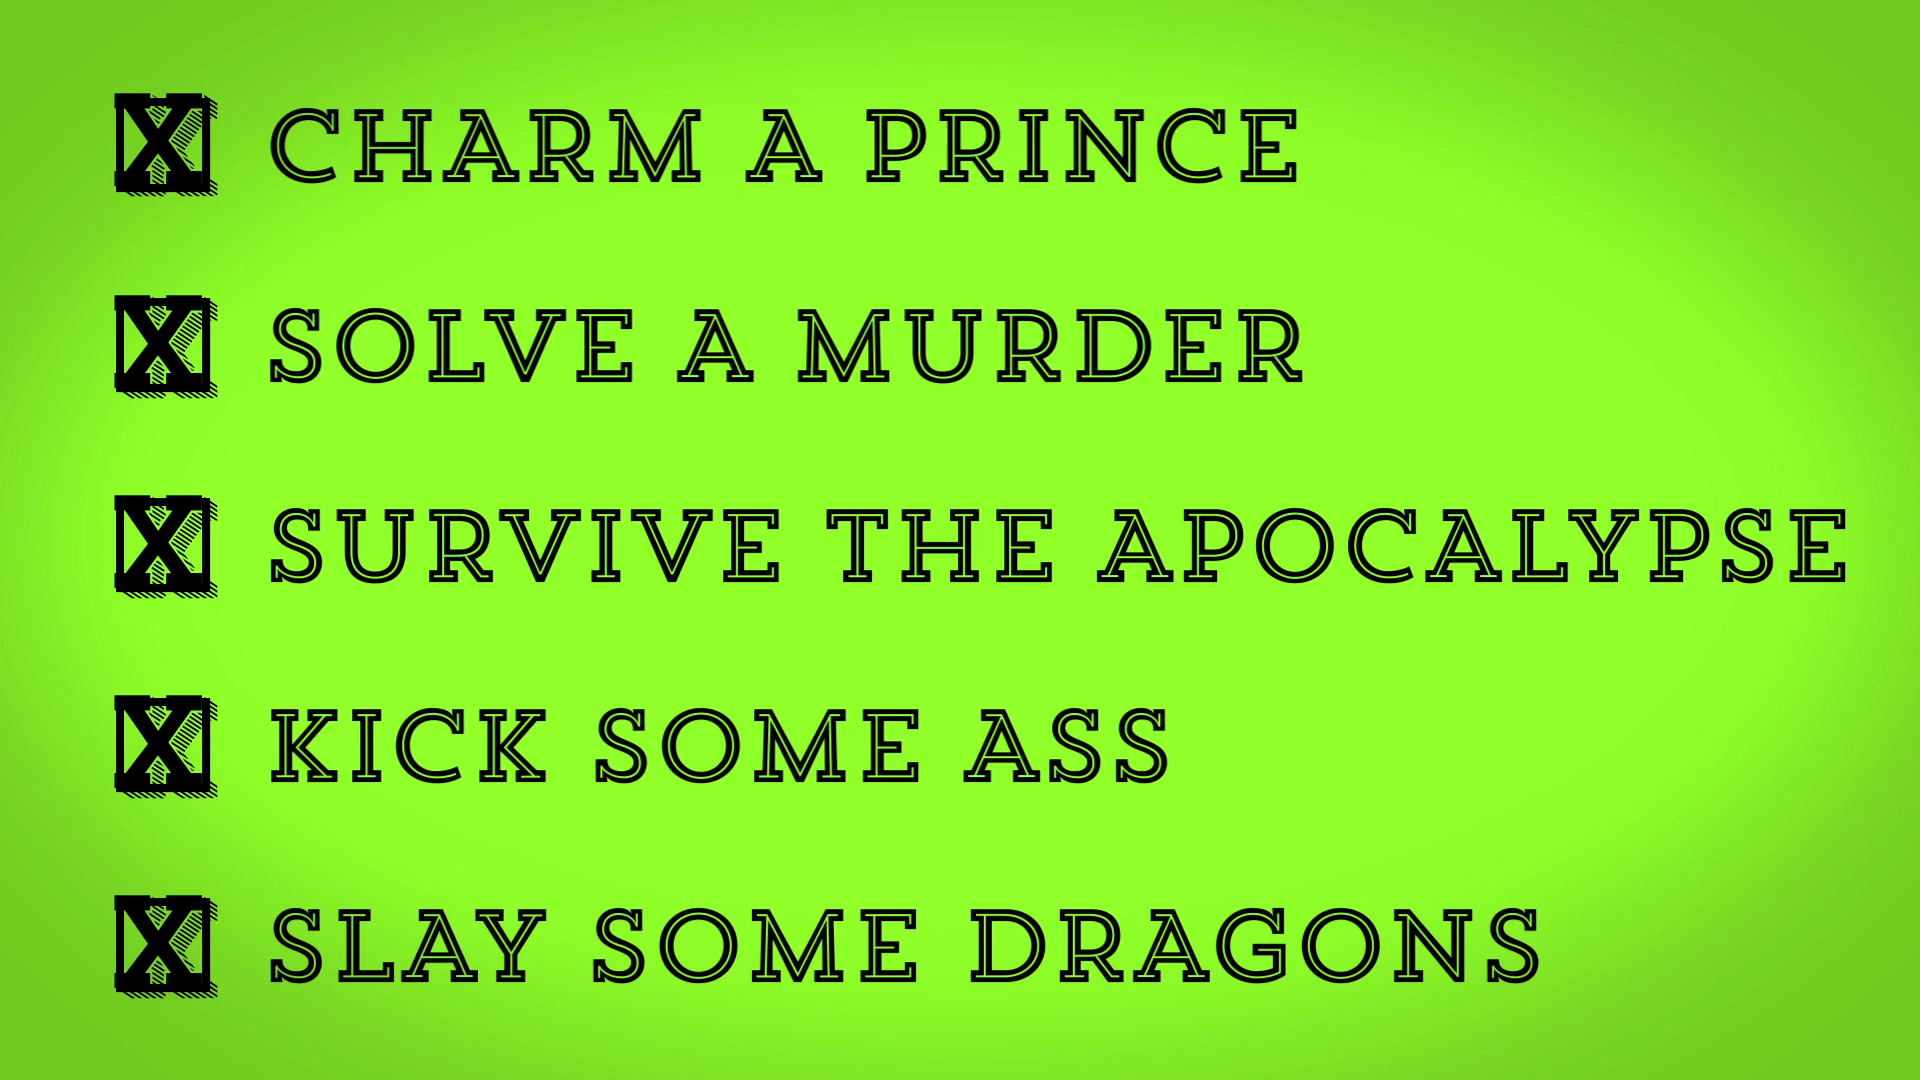 X CHARM A PRINCE
X SOLVE A MURDER
X SURVIVE THE APOCALYPSE
X KICK SOME ASS
X SLAY SOME DRAGONS